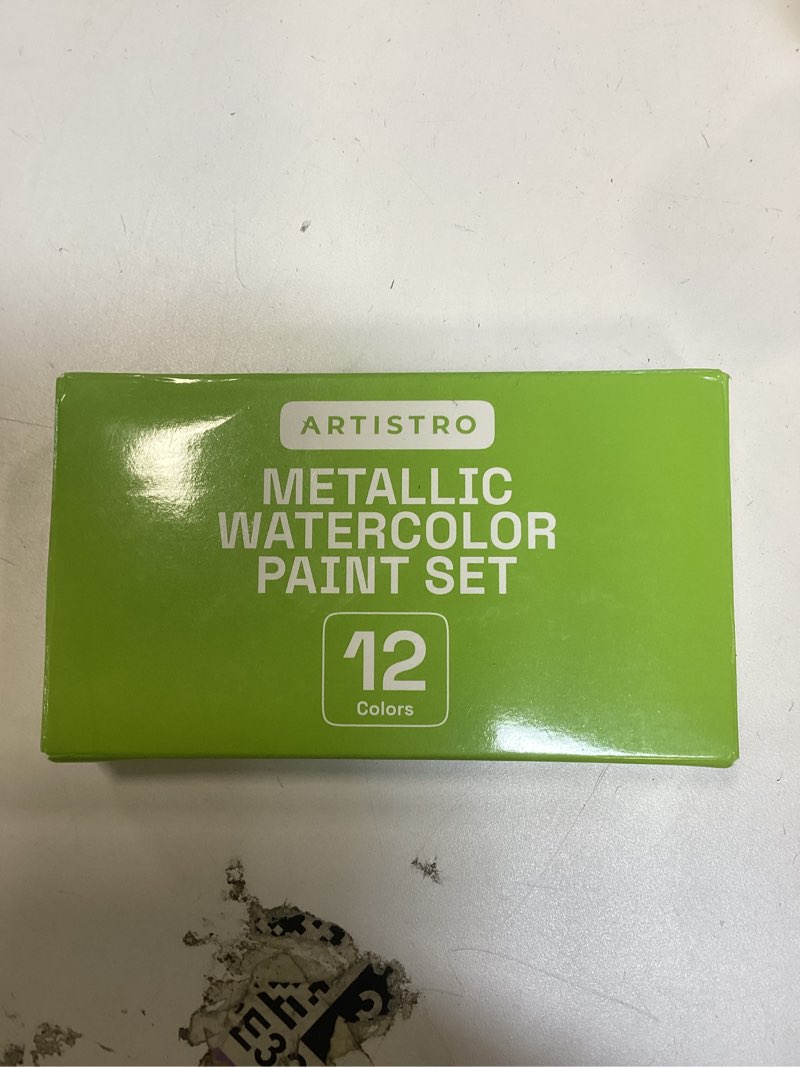 ARTISTRO
METALLIC
WATERCOLOR
PAINT SET
12
Colors